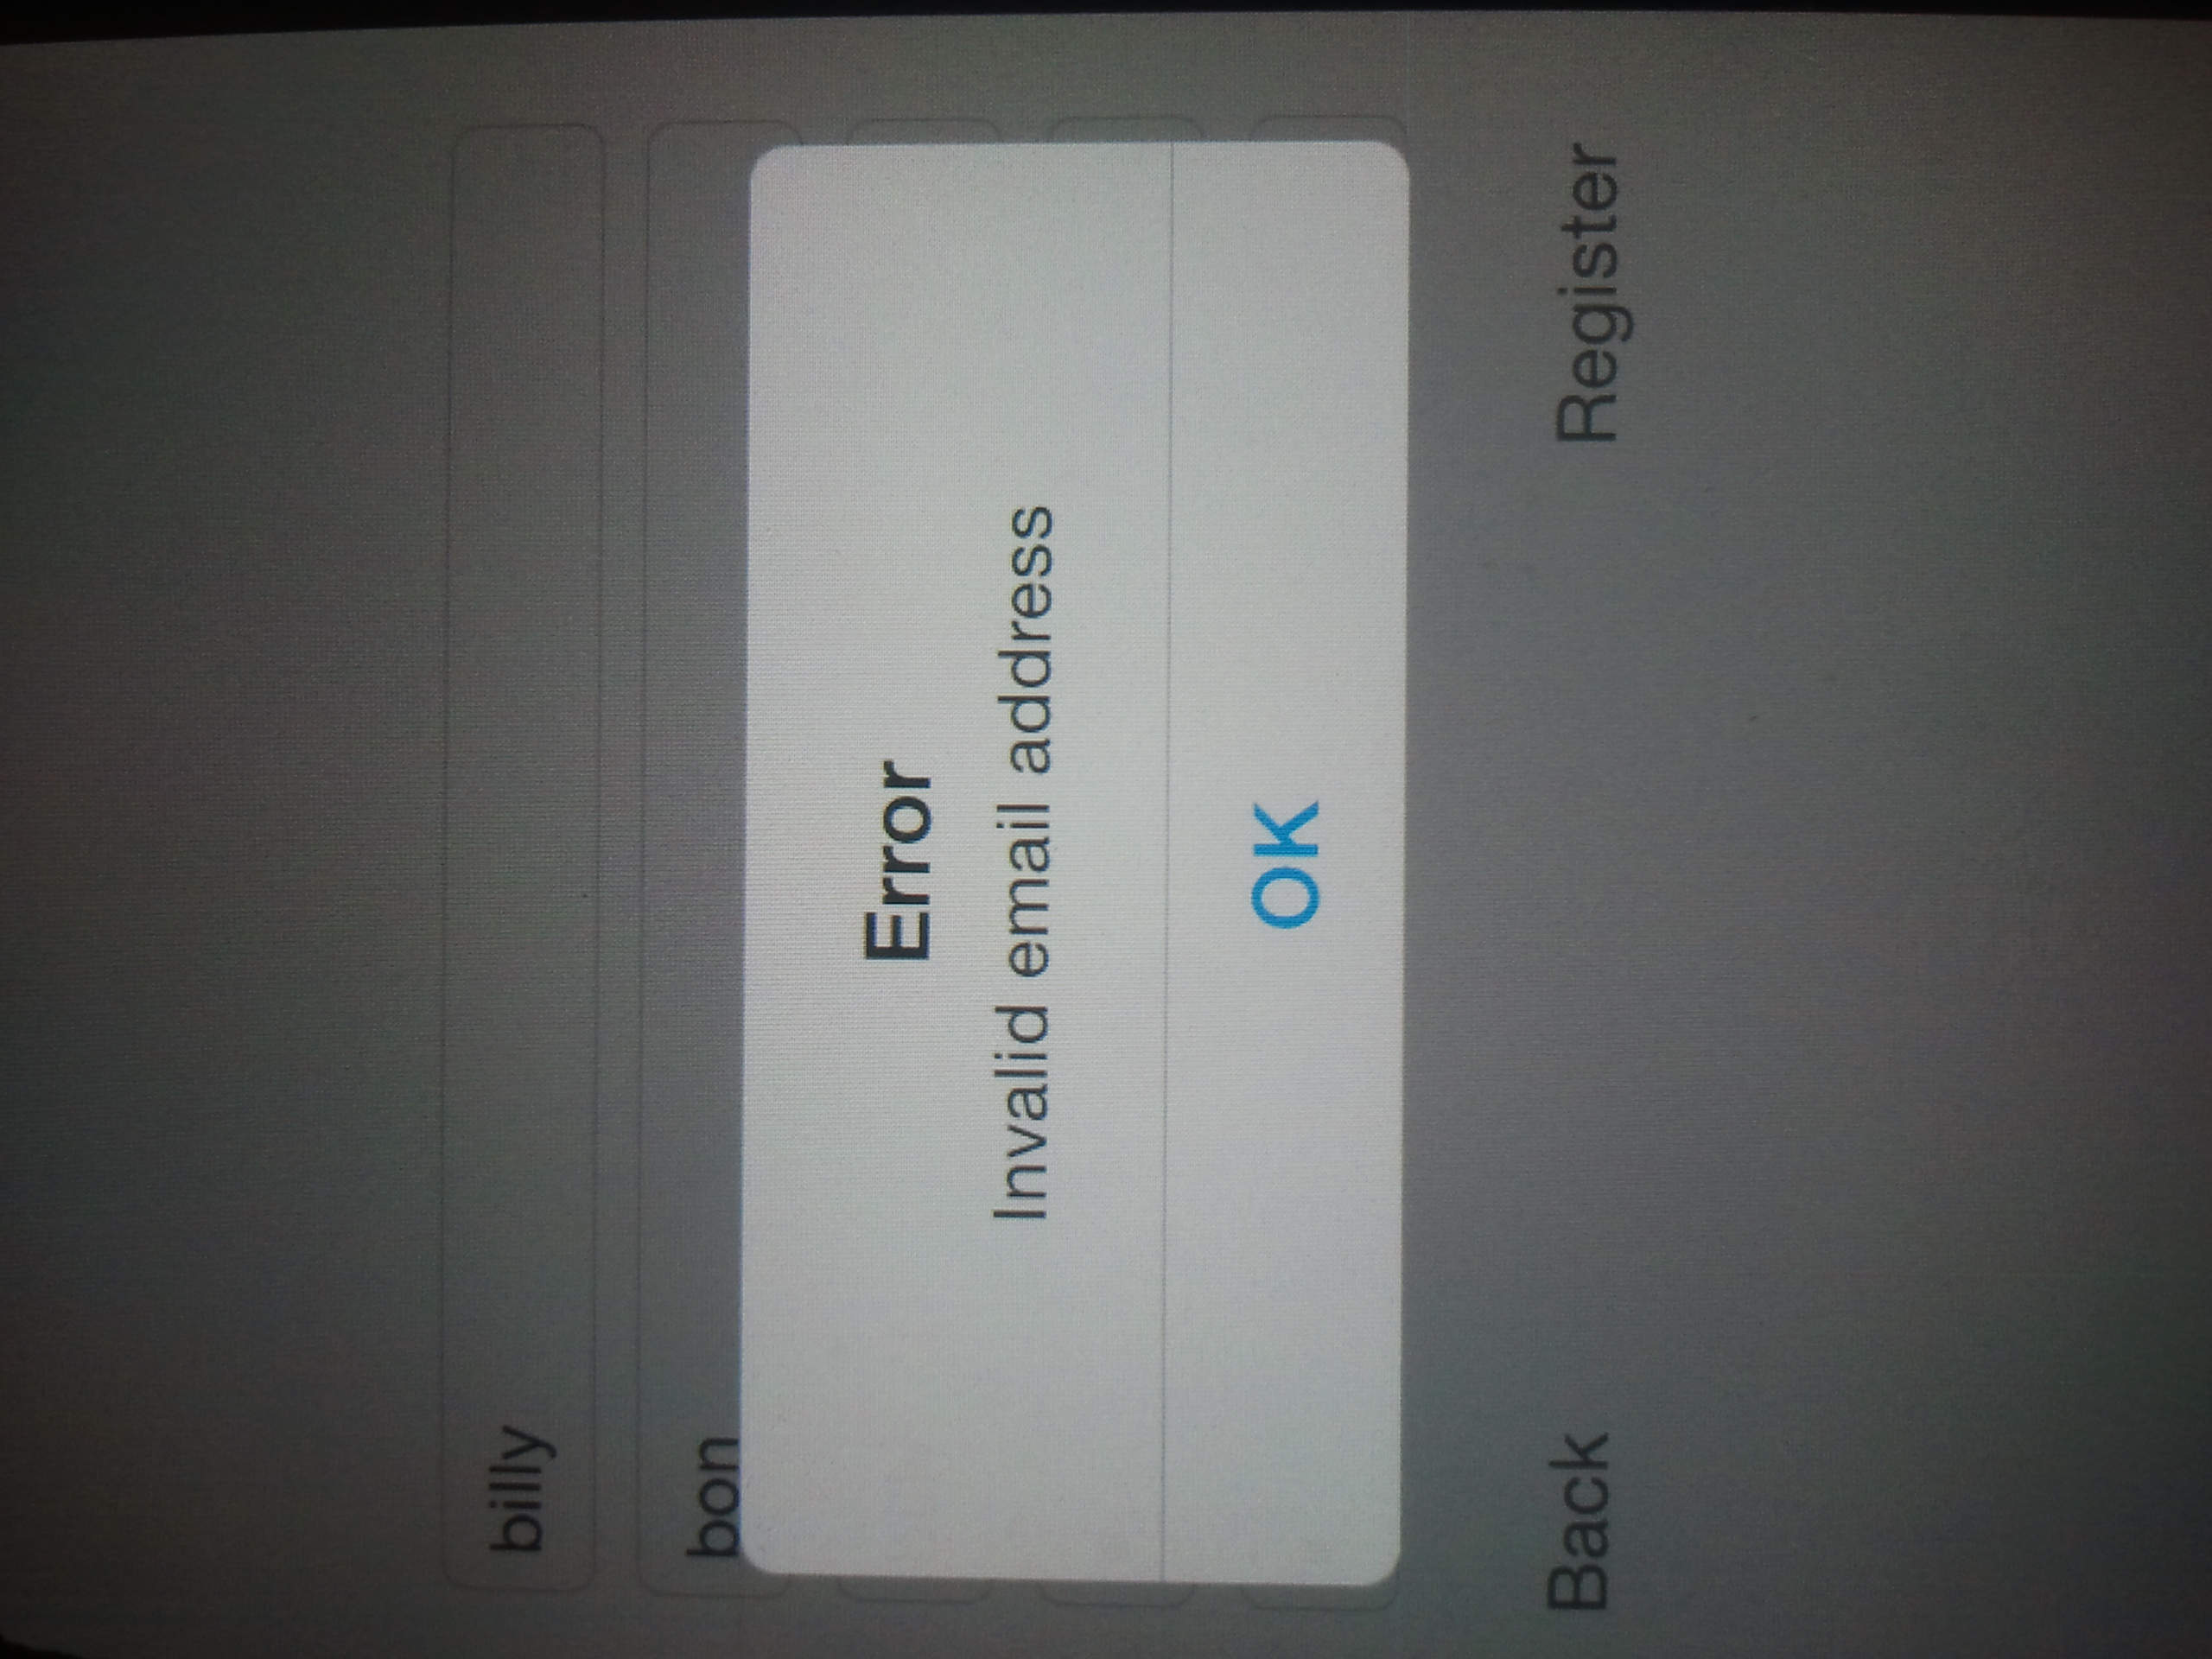 billy
bon
Error
Invalid email address
OK
Back Register